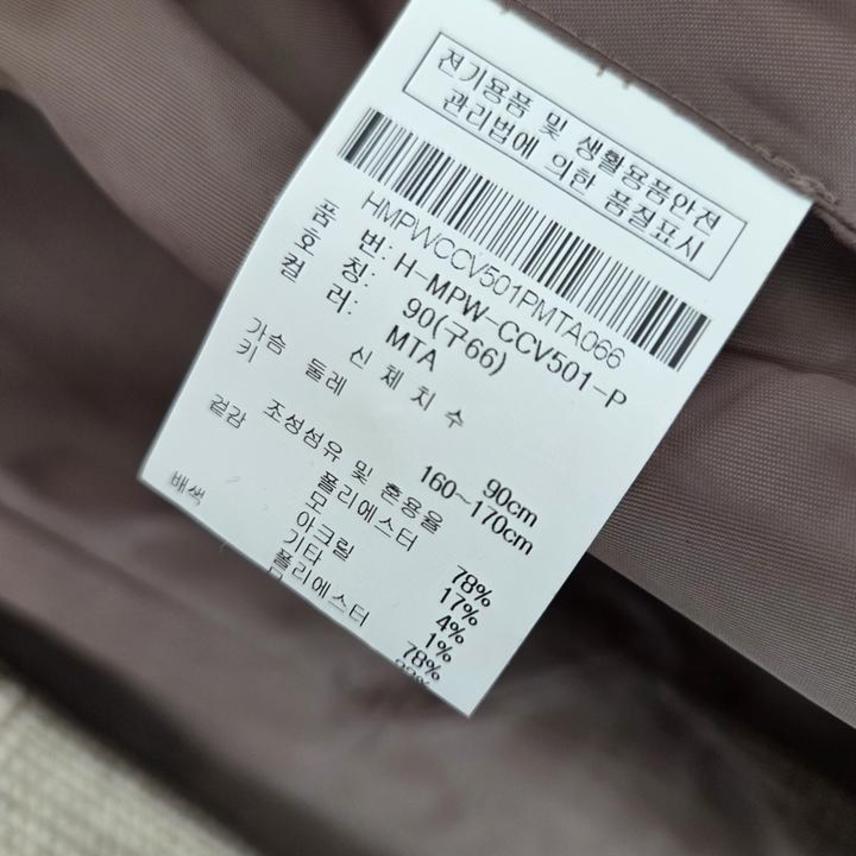 전기용품 및 생활용품안전
관리법에 의한 품질표시
HMPWCCV501PMTA066
품 번: H-MPW-CCV501-P
호 칭: 90(구66)
컬 러: MTA
신 체 치 수
가슴 둘레 90cm
키 160~170cm
조성섬유 및 혼용율
겉감 폴리에스터 78%
모 17%
아크릴 4%
기타 1%
배색 폴리에스터 78%